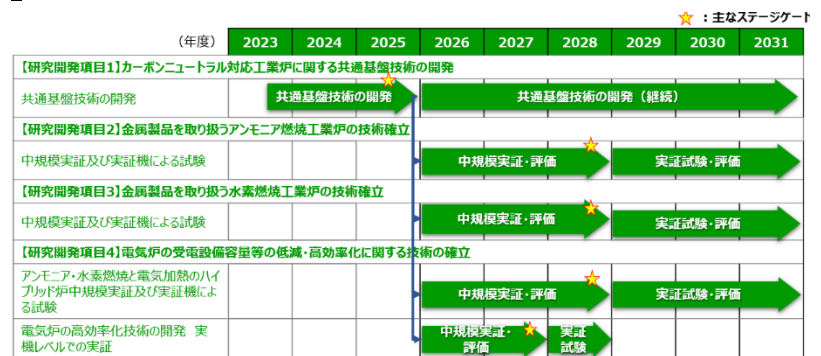 ⭐：主なステージゲート
（年度） 2023 2024 2025 2026 2027 2028 2029 2030 2031
【研究開発項目1】カーボンニュートラル対応工業炉に関する共通基盤技術の開発
共通基盤技術の開発 共通基盤技術の開発 共通基盤技術の開発（継続）
【研究開発項目2】金属製品を取り扱うアンモニア燃焼工業炉の技術確立
中規模実証及び実証機による試験 中規模実証・評価 実証試験・評価
【研究開発項目3】金属製品を取り扱う水素燃焼工業炉の技術確立
中規模実証及び実証機による試験 中規模実証・評価 実証試験・評価
【研究開発項目4】電気炉の受電設備容量等の低減・高効率化に関する技術の確立
アンモニア・水素燃焼と電気加熱のハイ
ブリッド炉中規模実証及び実証機によ
る試験
中規模実証・評価 実証試験・評価
電気炉の高効率化技術の開発 実
機レベルでの実証
中規模実証・
評価
実証
試験